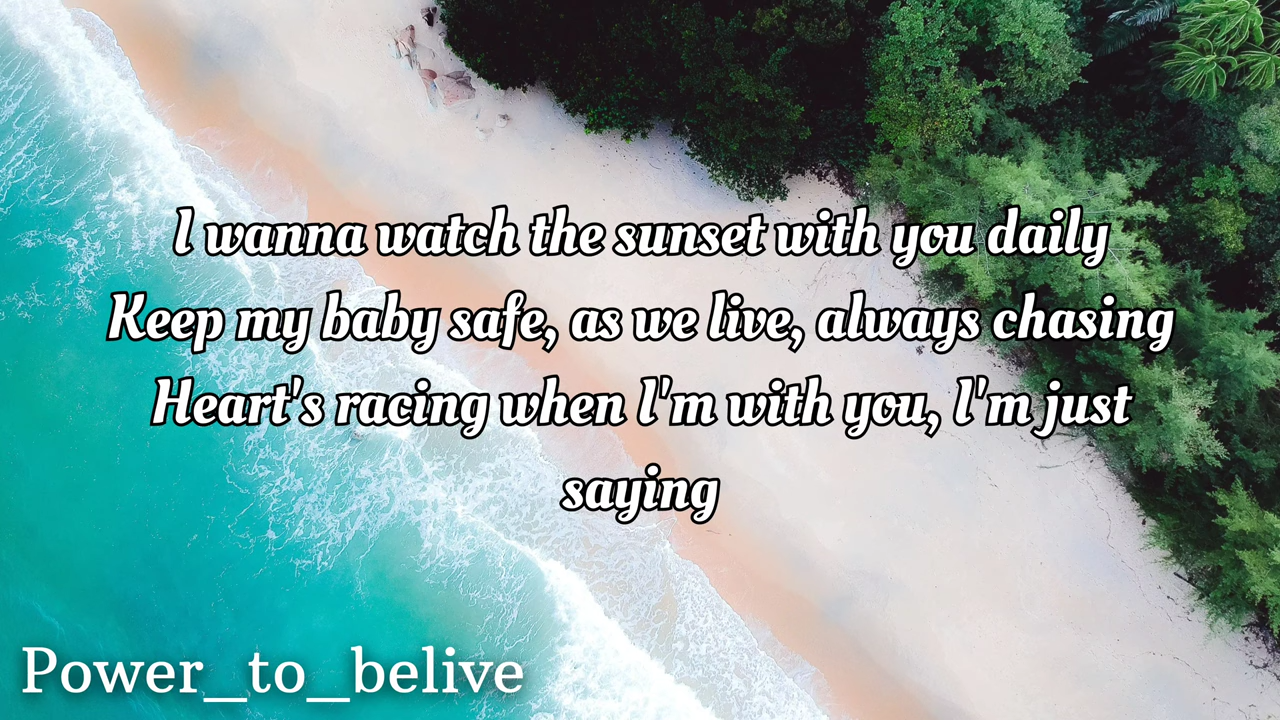 I wanna watch the sunset with you daily
Keep my baby safe, as we live, always chasing
Heart's racing when I'm with you, I'm just
saying
Power_to_belive